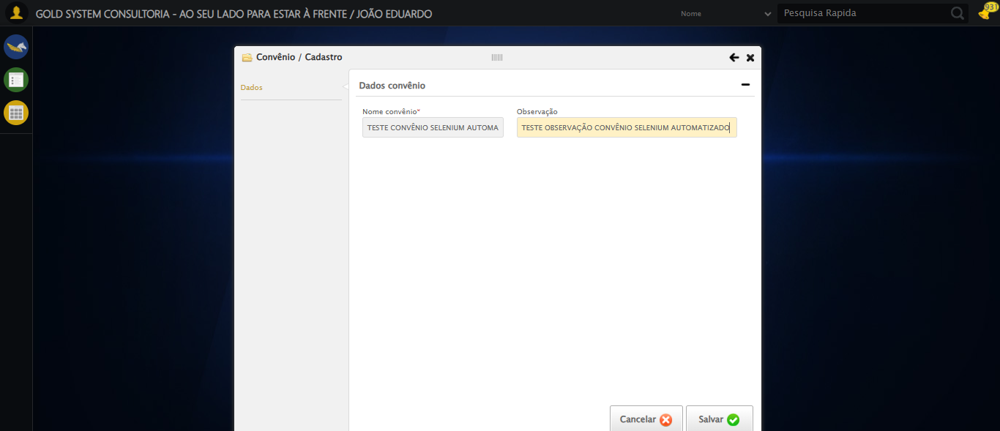 GOLD SYSTEM CONSULTORIA - AO SEU LADO PARA ESTAR À FRENTE / JOÃO EDUARDO
Nome
Pesquisa Rapida
931
Convênio / Cadastro
Dados
Dados convênio
Nome convênio*
Observação
TESTE CONVÊNIO SELENIUM AUTOMA
TESTE OBSERVAÇÃO CONVÊNIO SELENIUM AUTOMATIZADO
Cancelar
Salvar